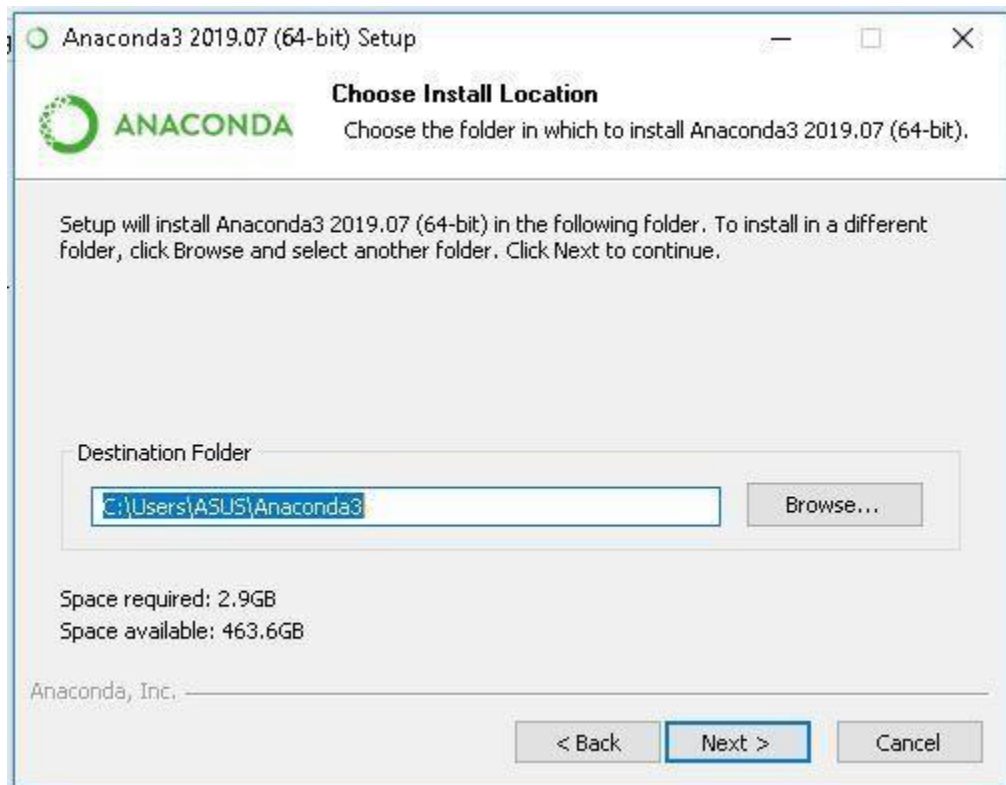 Anaconda3 2019.07 (64-bit) Setup
ANACONDA
Choose Install Location
Choose the folder in which to install Anaconda3 2019.07 (64-bit).
Setup will install Anaconda3 2019.07 (64-bit) in the following folder. To install in a different
folder, click Browse and select another folder. Click Next to continue.
Destination Folder
C:\Users\ASUS\Anaconda3
Browse...
Space required: 2.9GB
Space available: 463.6GB
Anaconda, Inc.
< Back
Next >
Cancel